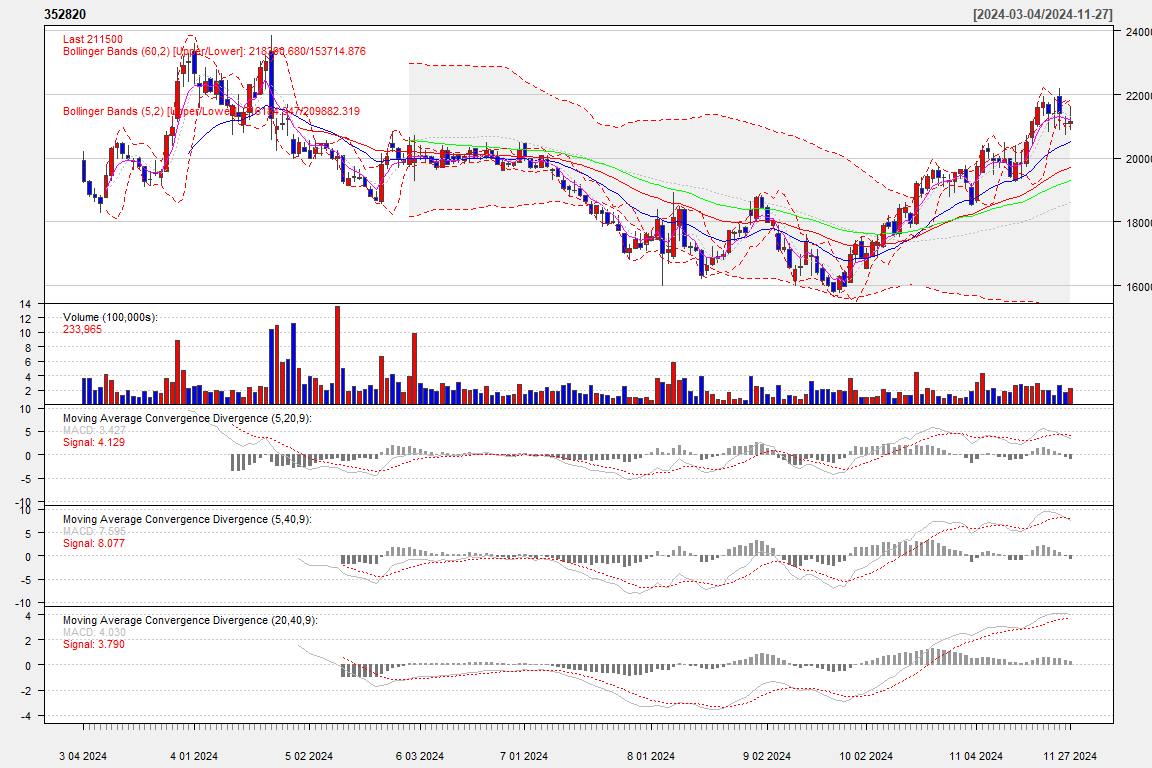 352820 [2024-03-04/2024-11-27]
Last 211500
Bollinger Bands (60,2) [Upper/Lower]: 680/153714.876
Bollinger Bands (5,2) [Upper/Lower]: 209882.319
24000
22000
20000
18000
16000
Volume (100,000s):
233,965
14
12
10
8
6
4
2
Moving Average Convergence Divergence (5,20,9):
MACD: 3.427
Signal: 4.129
10
5
0
-5
-10
Moving Average Convergence Divergence (5,40,9):
MACD: 7.595
Signal: 8.077
10
5
0
-5
-10
Moving Average Convergence Divergence (20,40,9):
MACD: 4.030
Signal: 3.790
4
2
0
-2
-4
3 04 2024 4 01 2024 5 02 2024 6 03 2024 7 01 2024 8 01 2024 9 02 2024 10 02 2024 11 04 2024 11 27 2024